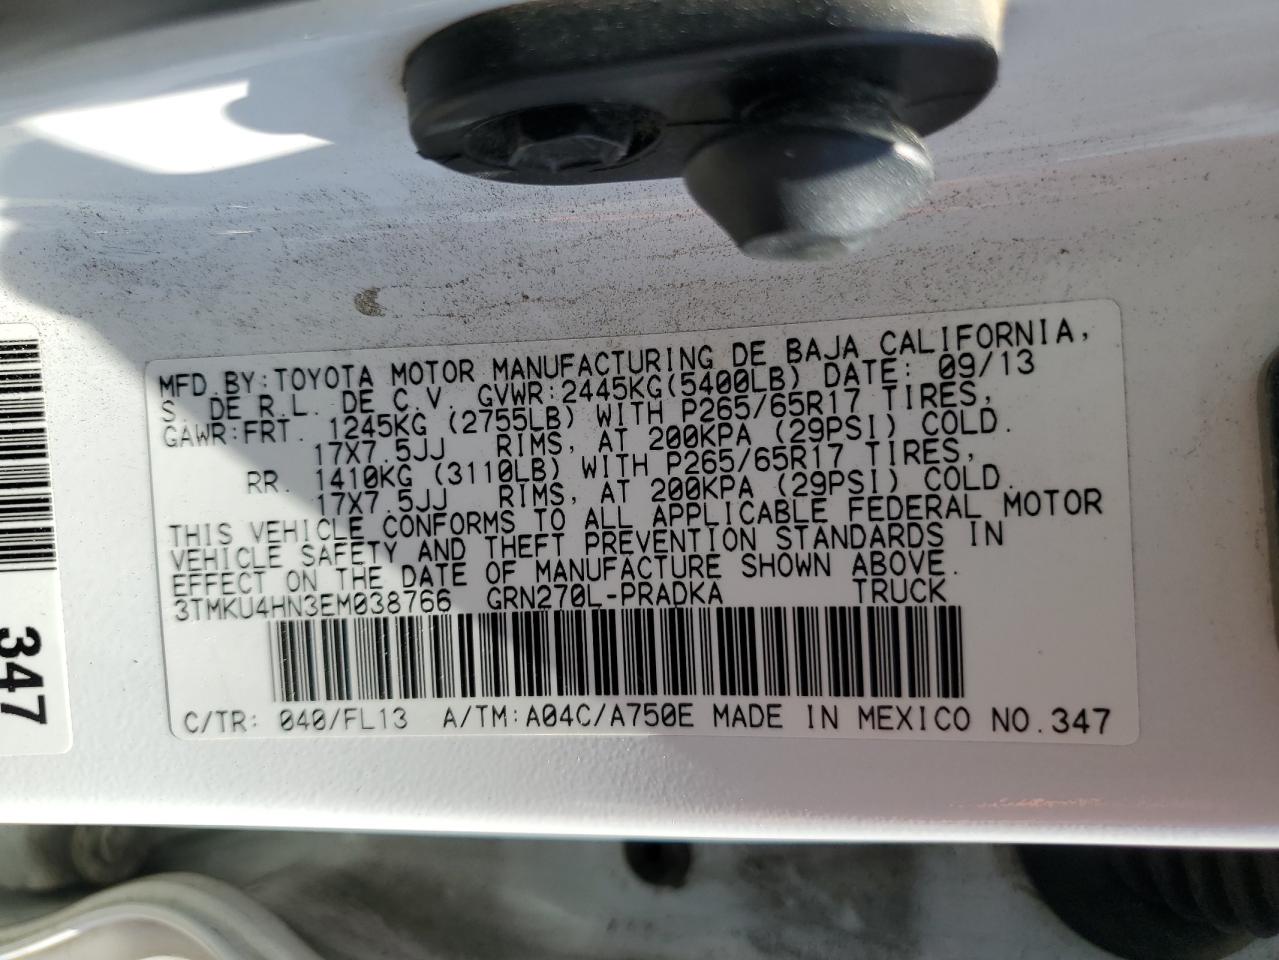 MFD.BY:TOYOTA MOTOR MANUFACTURING DE BAJA CALIFORNIA,
S. DE R.L. DE C.V. GVWR:2445KG(5400LB) DATE: 09/13
GAWR:FRT. 1245KG (2755LB) WITH P265/65R17 TIRES,
17X7.5JJ RIMS, AT 200KPA (29PSI) COLD.
RR. 1410KG (3110LB) WITH P265/65R17 TIRES,
17X7.5JJ RIMS, AT 200KPA (29PSI) COLD.
THIS VEHICLE CONFORMS TO ALL APPLICABLE FEDERAL MOTOR
VEHICLE SAFETY AND THEFT PREVENTION STANDARDS IN
EFFECT ON THE DATE OF MANUFACTURE SHOWN ABOVE.
3TMKU4HN3EM038766 GRN270L-PRADKA TRUCK
C/TR: 040/FL13 A/TM:A04C/A750E MADE IN MEXICO NO.347
347